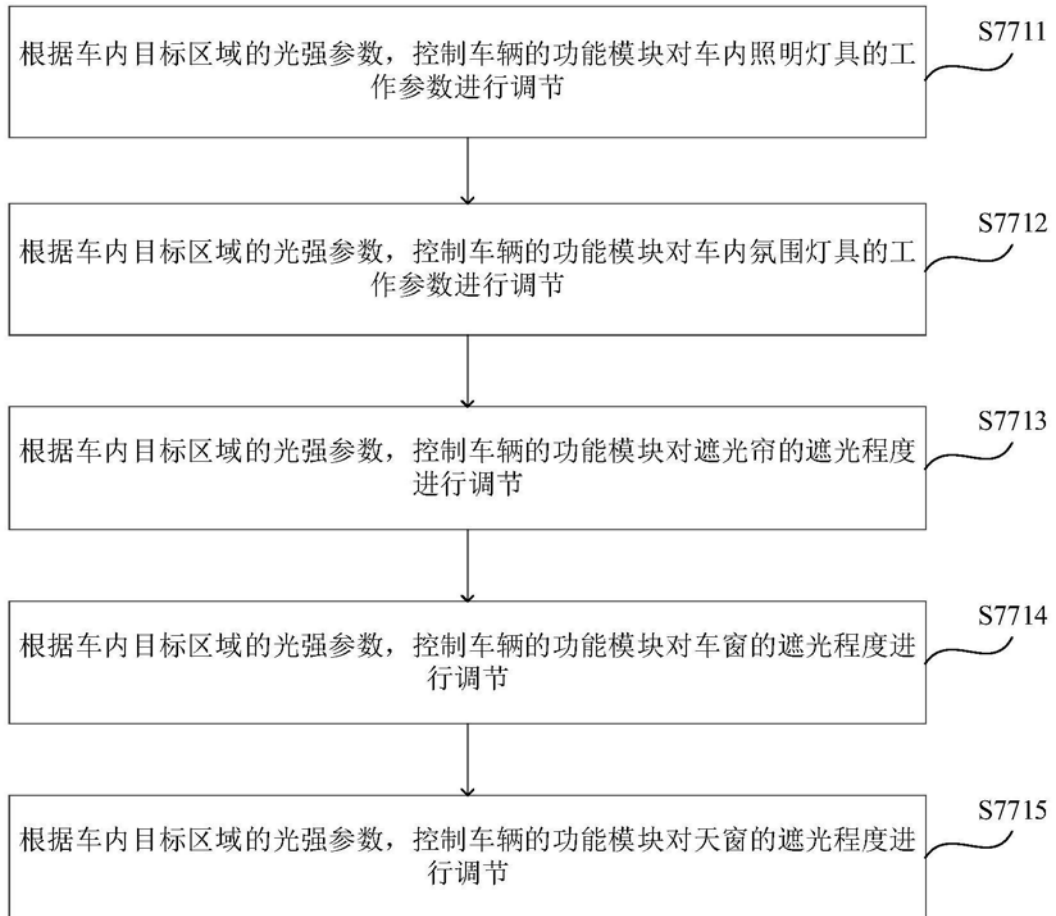 S7711
根据车内目标区域的光强参数，控制车辆的功能模块对车内照明灯具的工
作参数进行调节
S7712
根据车内目标区域的光强参数，控制车辆的功能模块对车内氛围灯具的工
作参数进行调节
S7713
根据车内目标区域的光强参数，控制车辆的功能模块对遮光帘的遮光程度
进行调节
S7714
根据车内目标区域的光强参数，控制车辆的功能模块对车窗的遮光程度进
行调节
S7715
根据车内目标区域的光强参数，控制车辆的功能模块对天窗的遮光程度进
行调节